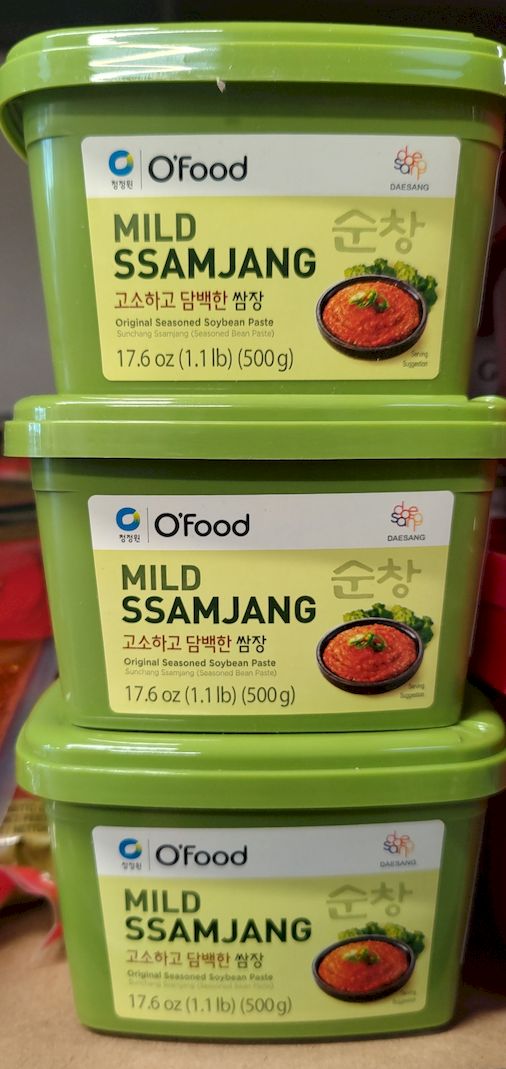 청정원 O'Food
DAESANG
MILD
SSAMJANG
순창
고소하고 담백한 쌈장
Original Seasoned Soybean Paste
Sunchang Ssamjang (Seasoned Bean Paste)
17.6 oz (1.1 lb) (500 g)
Serving
Suggestion
청정원 O'Food
DAESANG
MILD
SSAMJANG
순창
고소하고 담백한 쌈장
Original Seasoned Soybean Paste
Sunchang Ssamjang (Seasoned Bean Paste)
17.6 oz (1.1 lb) (500 g)
Serving
Suggestion
청정원 O'Food
DAESANG
MILD
SSAMJANG
순창
고소하고 담백한 쌈장
Original Seasoned Soybean Paste
Sunchang Ssamjang (Seasoned Bean Paste)
17.6 oz (1.1 lb) (500 g)